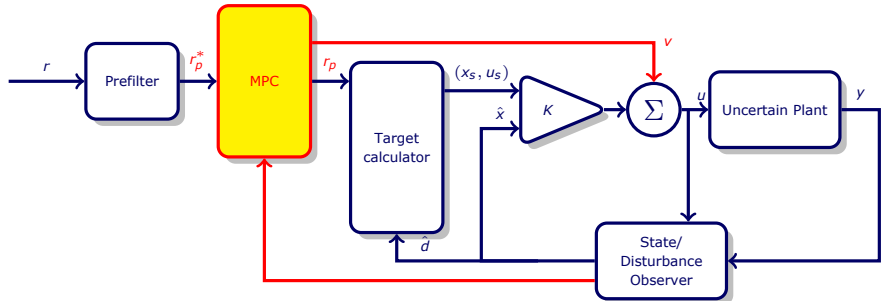 r
Prefilter
r_p^*
MPC
r_p
Target
calculator
(x_s, u_s)
x̂
K
v
Σ
u
Uncertain Plant
y
d̂
State/
Disturbance
Observer